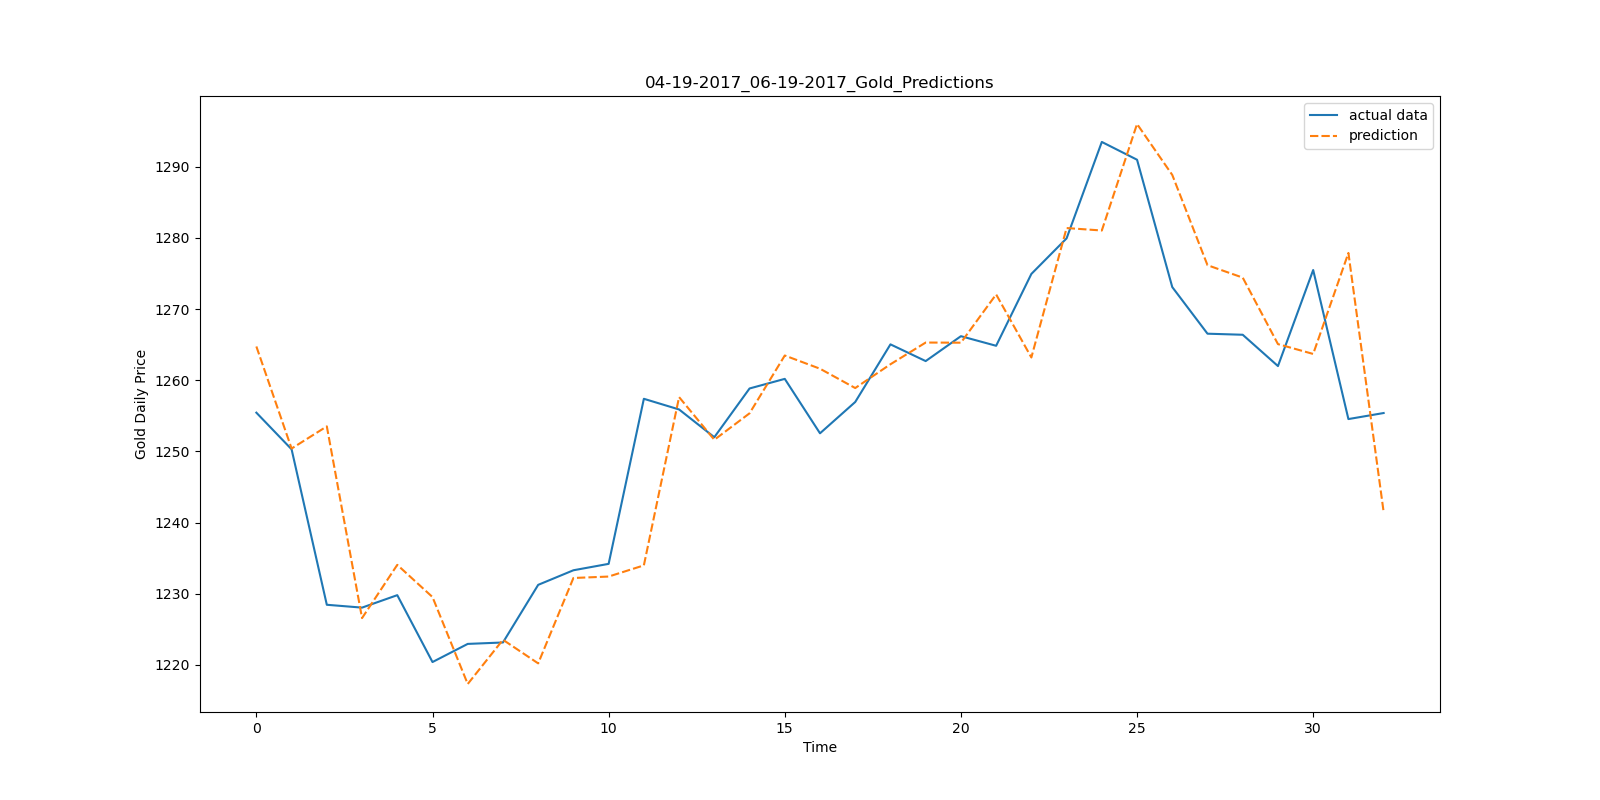 04-19-2017_06-19-2017_Gold_Predictions
actual data
prediction
1290
1280
1270
1260
1250
1240
1230
1220
Gold Daily Price
0 5 10 15 20 25 30
Time